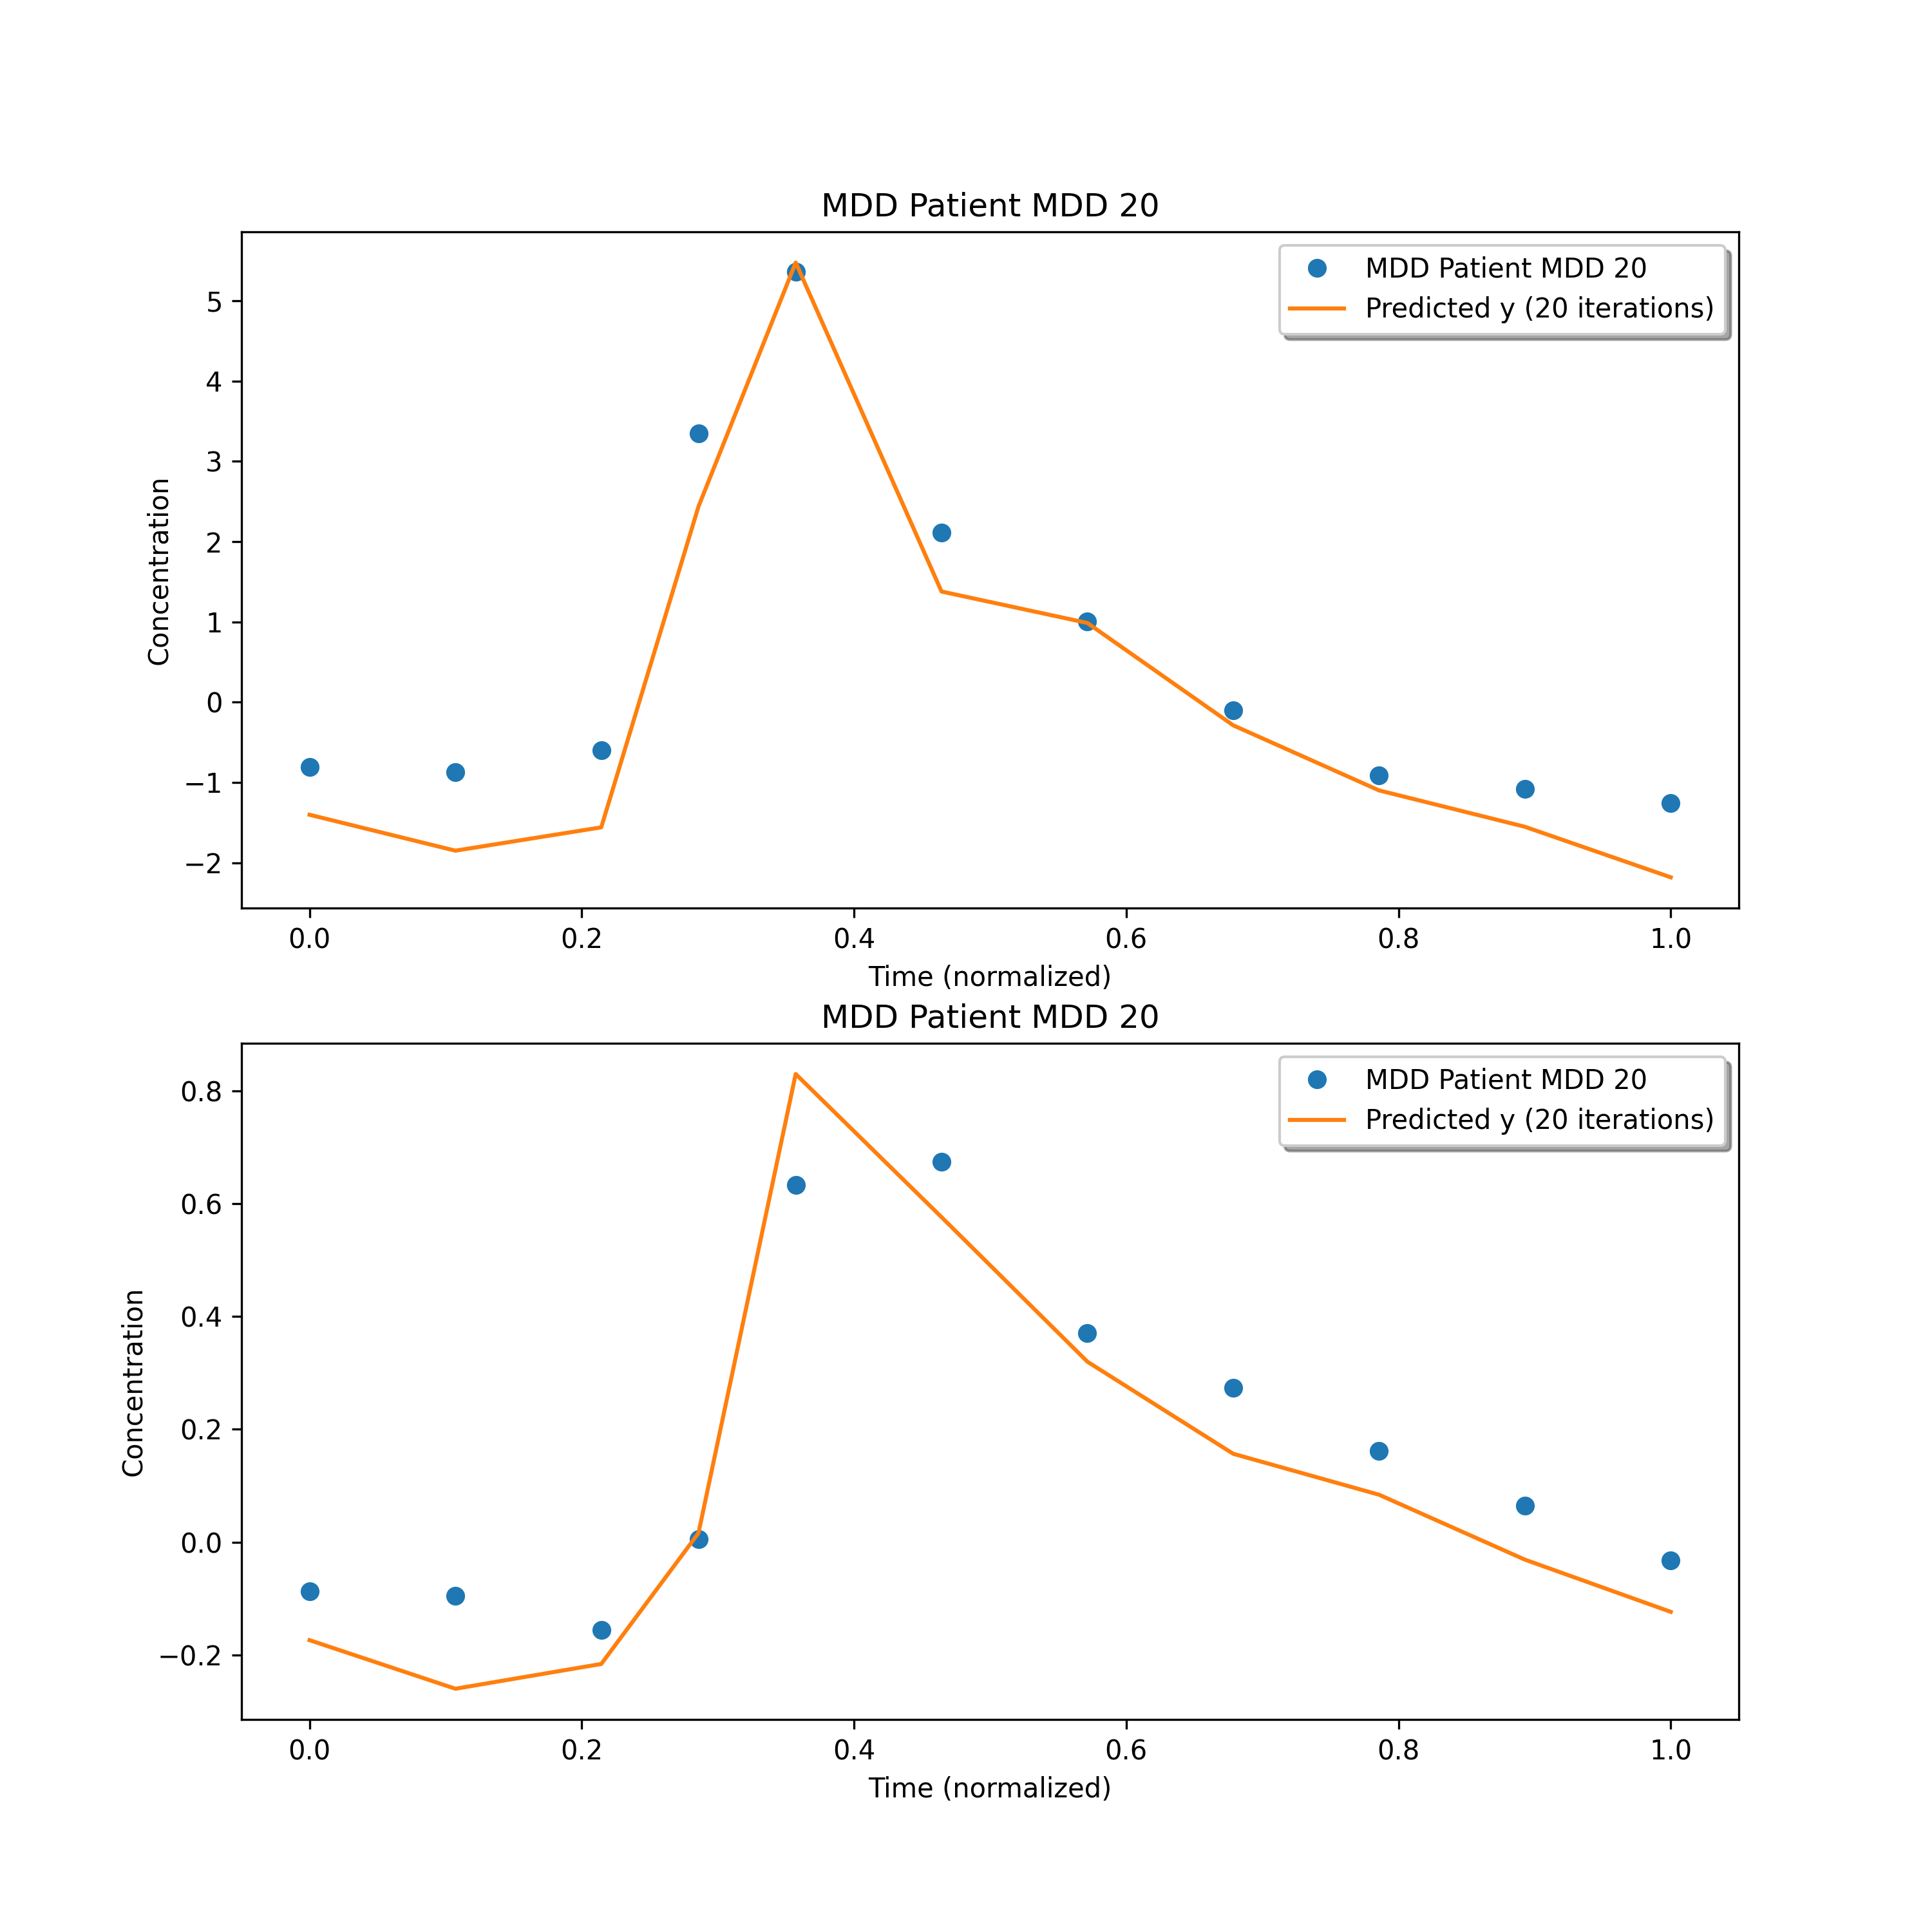 MDD Patient MDD 20
MDD Patient MDD 20
Predicted y (20 iterations)
5
4
3
2
1
0
−1
−2
Concentration
0.0 0.2 0.4 0.6 0.8 1.0
Time (normalized)
MDD Patient MDD 20
MDD Patient MDD 20
Predicted y (20 iterations)
0.8
0.6
0.4
0.2
0.0
−0.2
Concentration
0.0 0.2 0.4 0.6 0.8 1.0
Time (normalized)